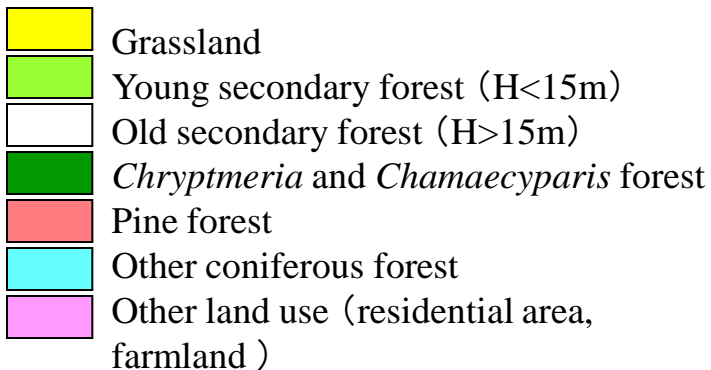 Grassland
Young secondary forest（H<15m）
Old secondary forest（H>15m）
Chryptmeria and Chamaecyparis forest
Pine forest
Other coniferous forest
Other land use（residential area,
farmland ）